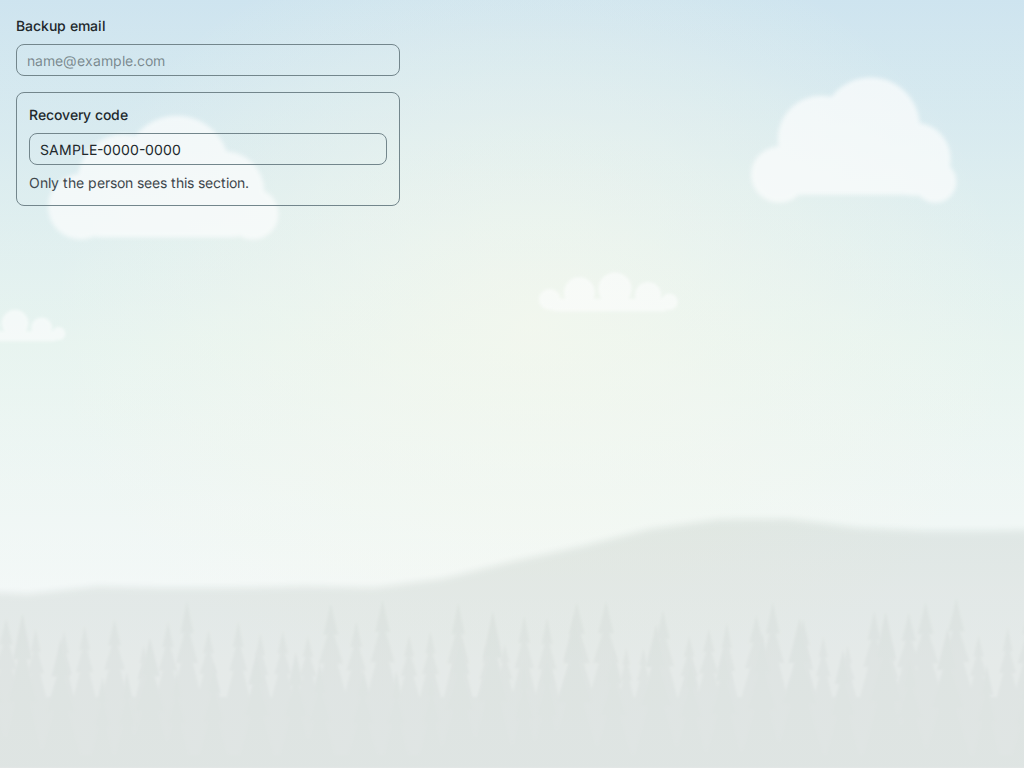 Backup email
name@example.com
Recovery code
SAMPLE-0000-0000
Only the person sees this section.